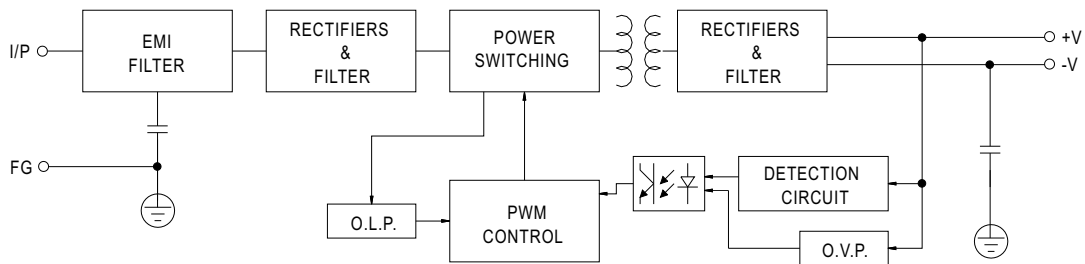 I/P
EMI
FILTER
RECTIFIERS
&
FILTER
POWER
SWITCHING
RECTIFIERS
&
FILTER
+V
-V
FG
O.L.P.
PWM
CONTROL
DETECTION
CIRCUIT
O.V.P.